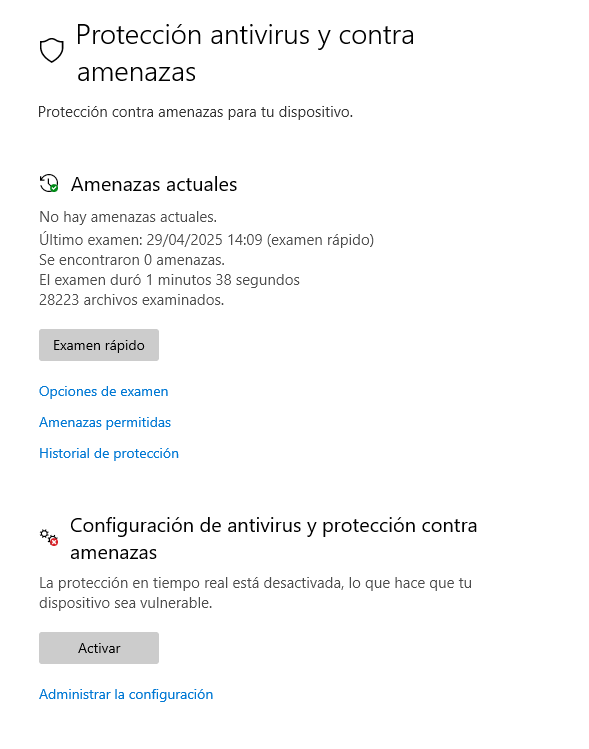 Protección antivirus y contra
amenazas
Protección contra amenazas para tu dispositivo.
Amenazas actuales
No hay amenazas actuales.
Último examen: 29/04/2025 14:09 (examen rápido)
Se encontraron 0 amenazas.
El examen duró 1 minutos 38 segundos
28223 archivos examinados.
Examen rápido
Opciones de examen
Amenazas permitidas
Historial de protección
Configuración de antivirus y protección contra
amenazas
La protección en tiempo real está desactivada, lo que hace que tu
dispositivo sea vulnerable.
Activar
Administrar la configuración